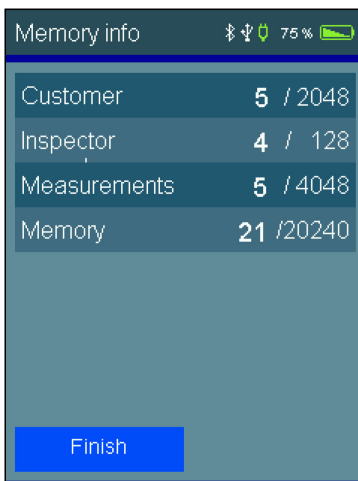 Memory info 75 %
Customer 5 / 2048
Inspector 4 / 128
Measurements 5 / 4048
Memory 21 /20240
Finish